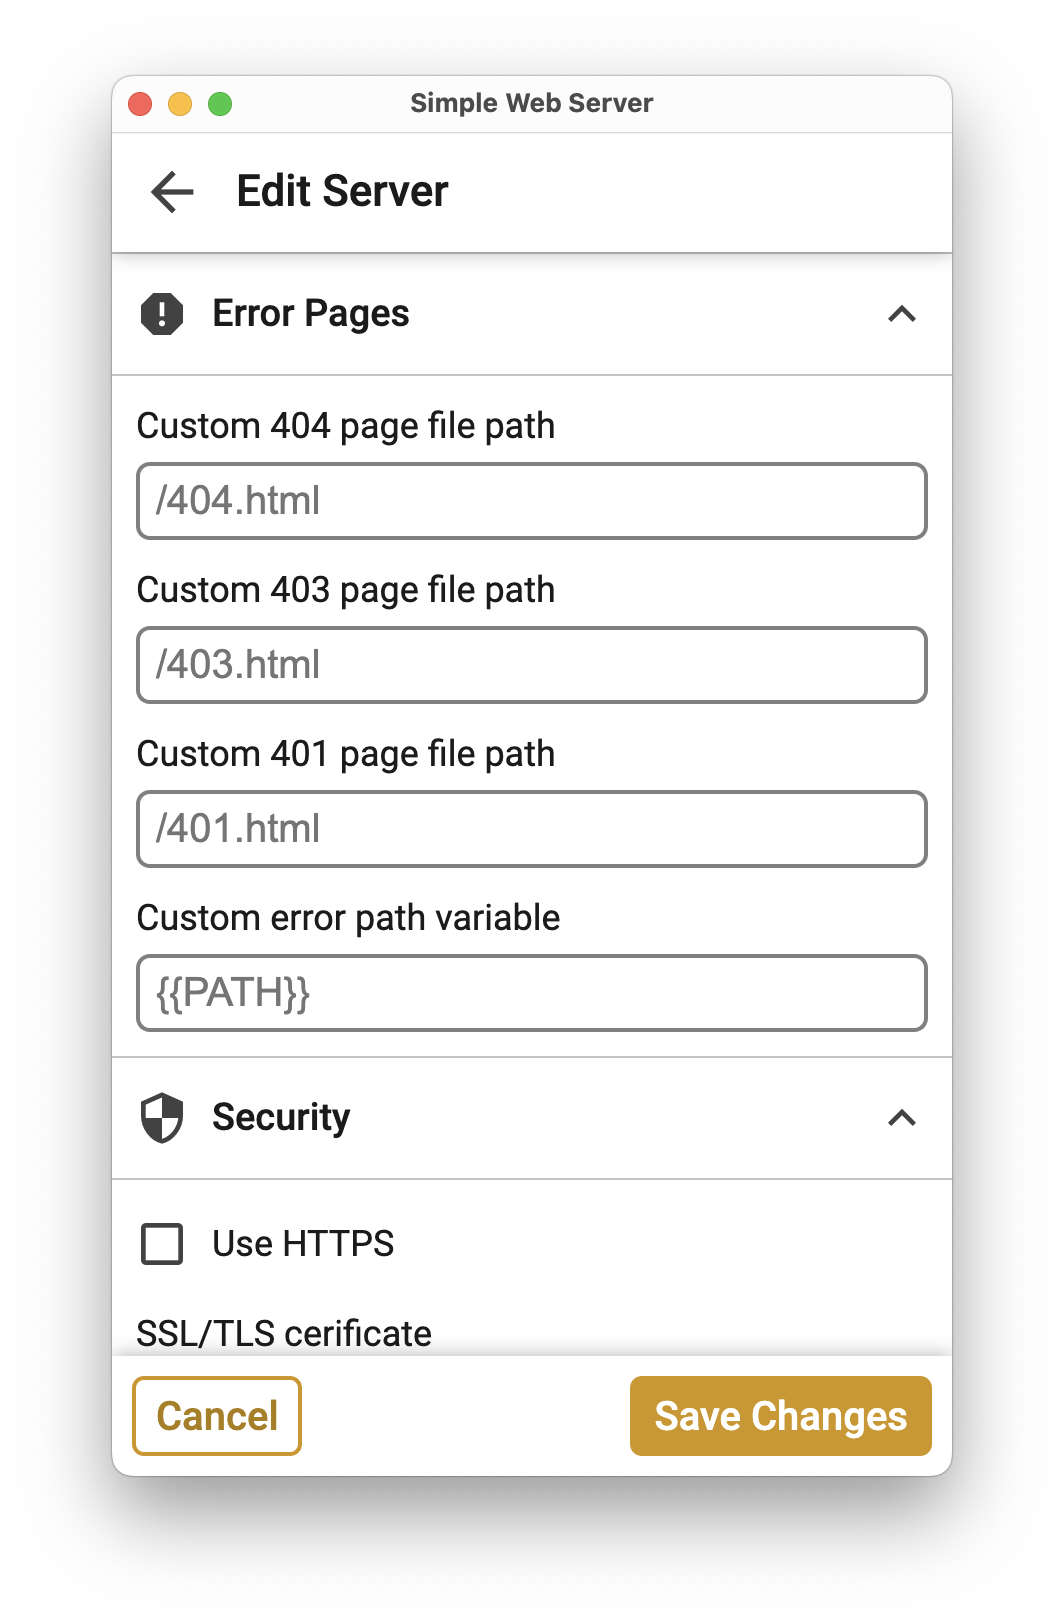 Simple Web Server
Edit Server
Error Pages
Custom 404 page file path
/404.html
Custom 403 page file path
/403.html
Custom 401 page file path
/401.html
Custom error path variable
{{PATH}}
Security
Use HTTPS
SSL/TLS cerificate
Cancel
Save Changes